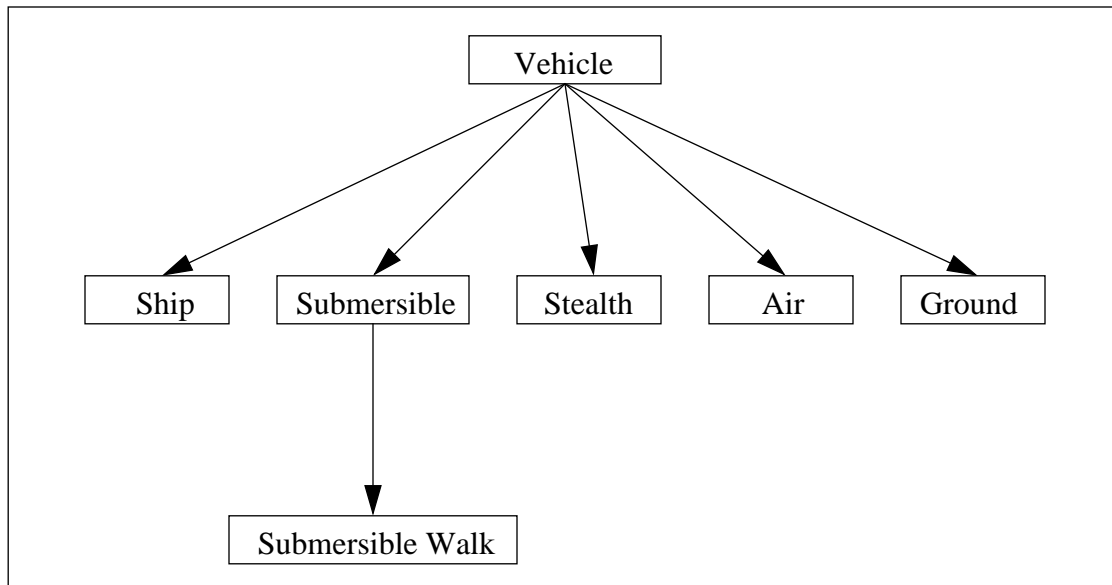 Vehicle
Ship
Submersible
Stealth
Air
Ground
Submersible Walk